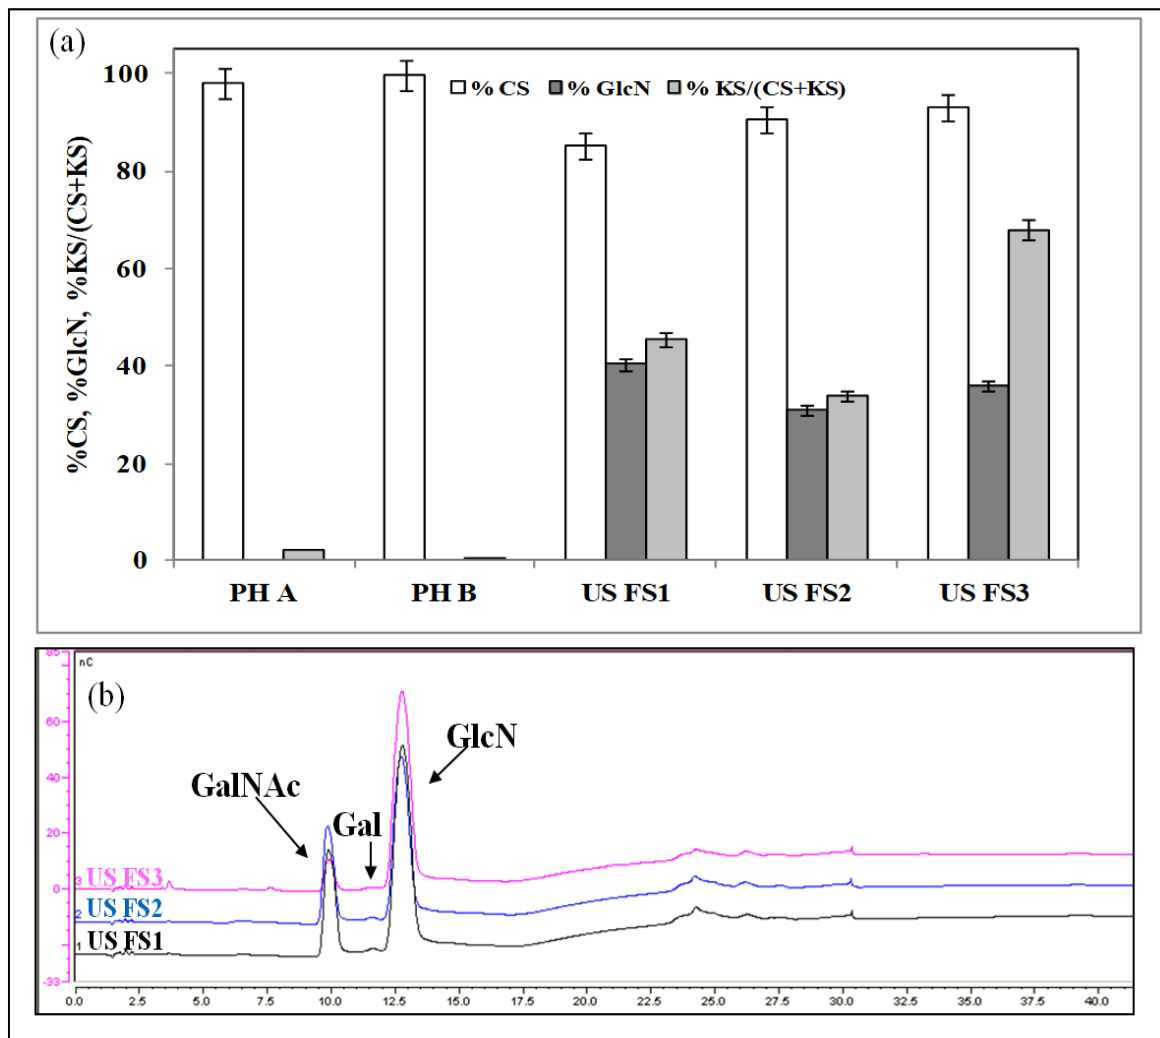 (a)
%CS, %GlcN, %KS/(CS+KS)
100
80
60
40
20
0
% CS % GlcN % KS/(CS+KS)
PH A PH B US FS1 US FS2 US FS3
nC
(b)
60
40
20
0
-33
GalNAc
Gal
GlcN
3 US FS3
2 US FS2
1 US FS1
0.0 2.5 5.0 7.5 10.0 12.5 15.0 17.5 20.0 22.5 25.0 27.5 30.0 32.5 35.0 37.5 40.0